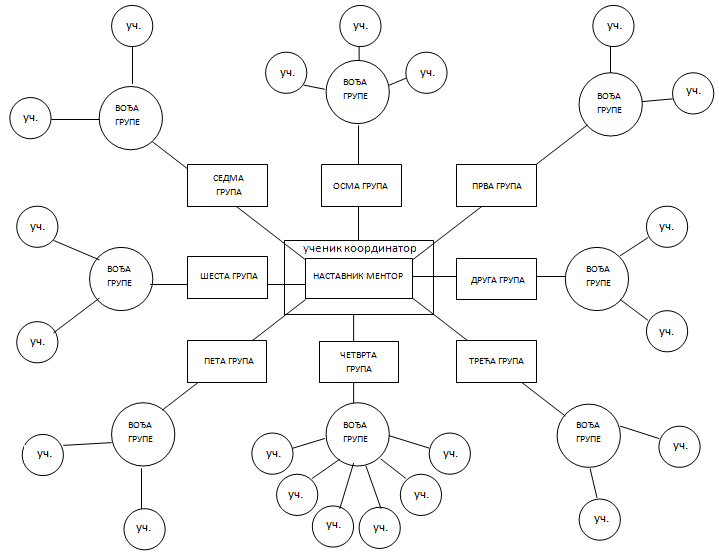 уч.
уч.
уч.
уч.
уч.
уч.
уч.
ВОЂА
ГРУПЕ
ВОЂА
ГРУПЕ
ВОЂА
ГРУПЕ
СЕДМА
ГРУПА
ОСМА ГРУПА
ПРВА ГРУПА
уч.
уч.
ученик координатор
НАСТАВНИК МЕНТОР
ШЕСТА ГРУПА
ДРУГА ГРУПА
ВОЂА
ГРУПЕ
ВОЂА
ГРУПЕ
уч.
уч.
ПЕТА ГРУПА
ЧЕТВРТА
ГРУПА
ТРЕЋА ГРУПА
ВОЂА
ГРУПЕ
ВОЂА
ГРУПЕ
ВОЂА
ГРУПЕ
уч.
уч.
уч.
уч.
уч.
уч.
уч.
уч.
уч.
уч.